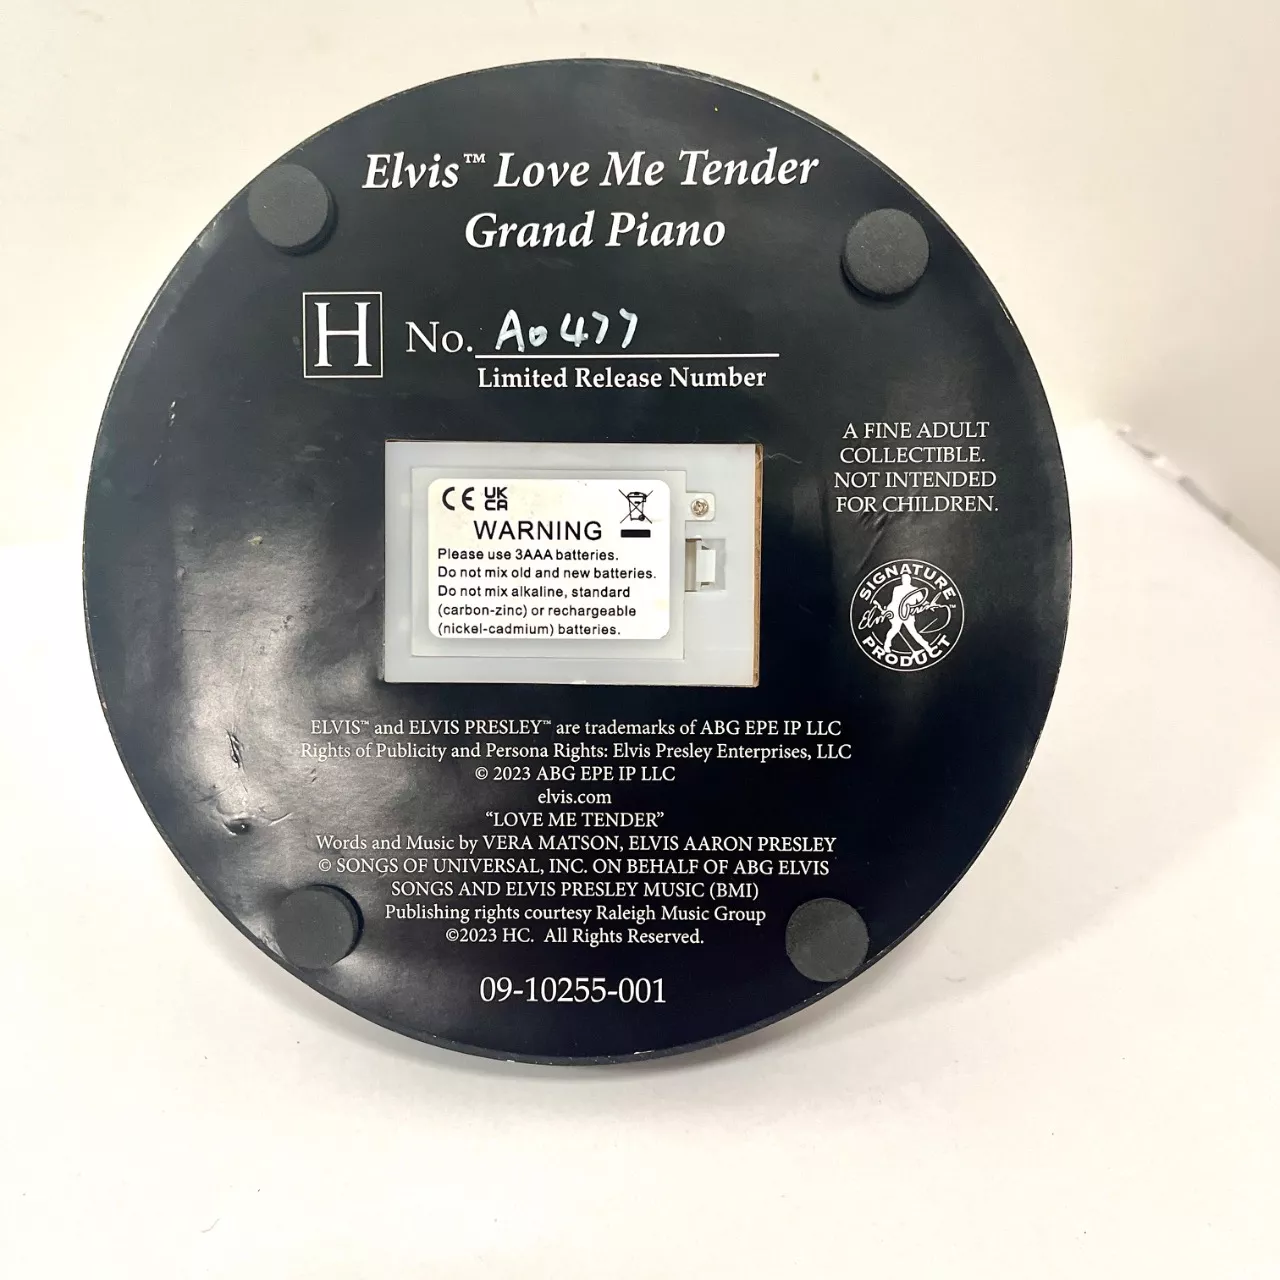 Elvis™ Love Me Tender
Grand Piano
H No. A0477
Limited Release Number
A FINE ADULT
COLLECTIBLE.
NOT INTENDED
FOR CHILDREN.
CE UK CA
WARNING
Please use 3AAA batteries.
Do not mix old and new batteries.
Do not mix alkaline, standard
(carbon-zinc) or rechargeable
(nickel-cadmium) batteries.
SIGNATURE
Elvis Presley™
PRODUCT
ELVIS™ and ELVIS PRESLEY™ are trademarks of ABG EPE IP LLC
Rights of Publicity and Persona Rights: Elvis Presley Enterprises, LLC
© 2023 ABG EPE IP LLC
elvis.com
“LOVE ME TENDER”
Words and Music by VERA MATSON, ELVIS AARON PRESLEY
© SONGS OF UNIVERSAL, INC. ON BEHALF OF ABG ELVIS
SONGS AND ELVIS PRESLEY MUSIC (BMI)
Publishing rights courtesy Raleigh Music Group
©2023 HC. All Rights Reserved.
09-10255-001